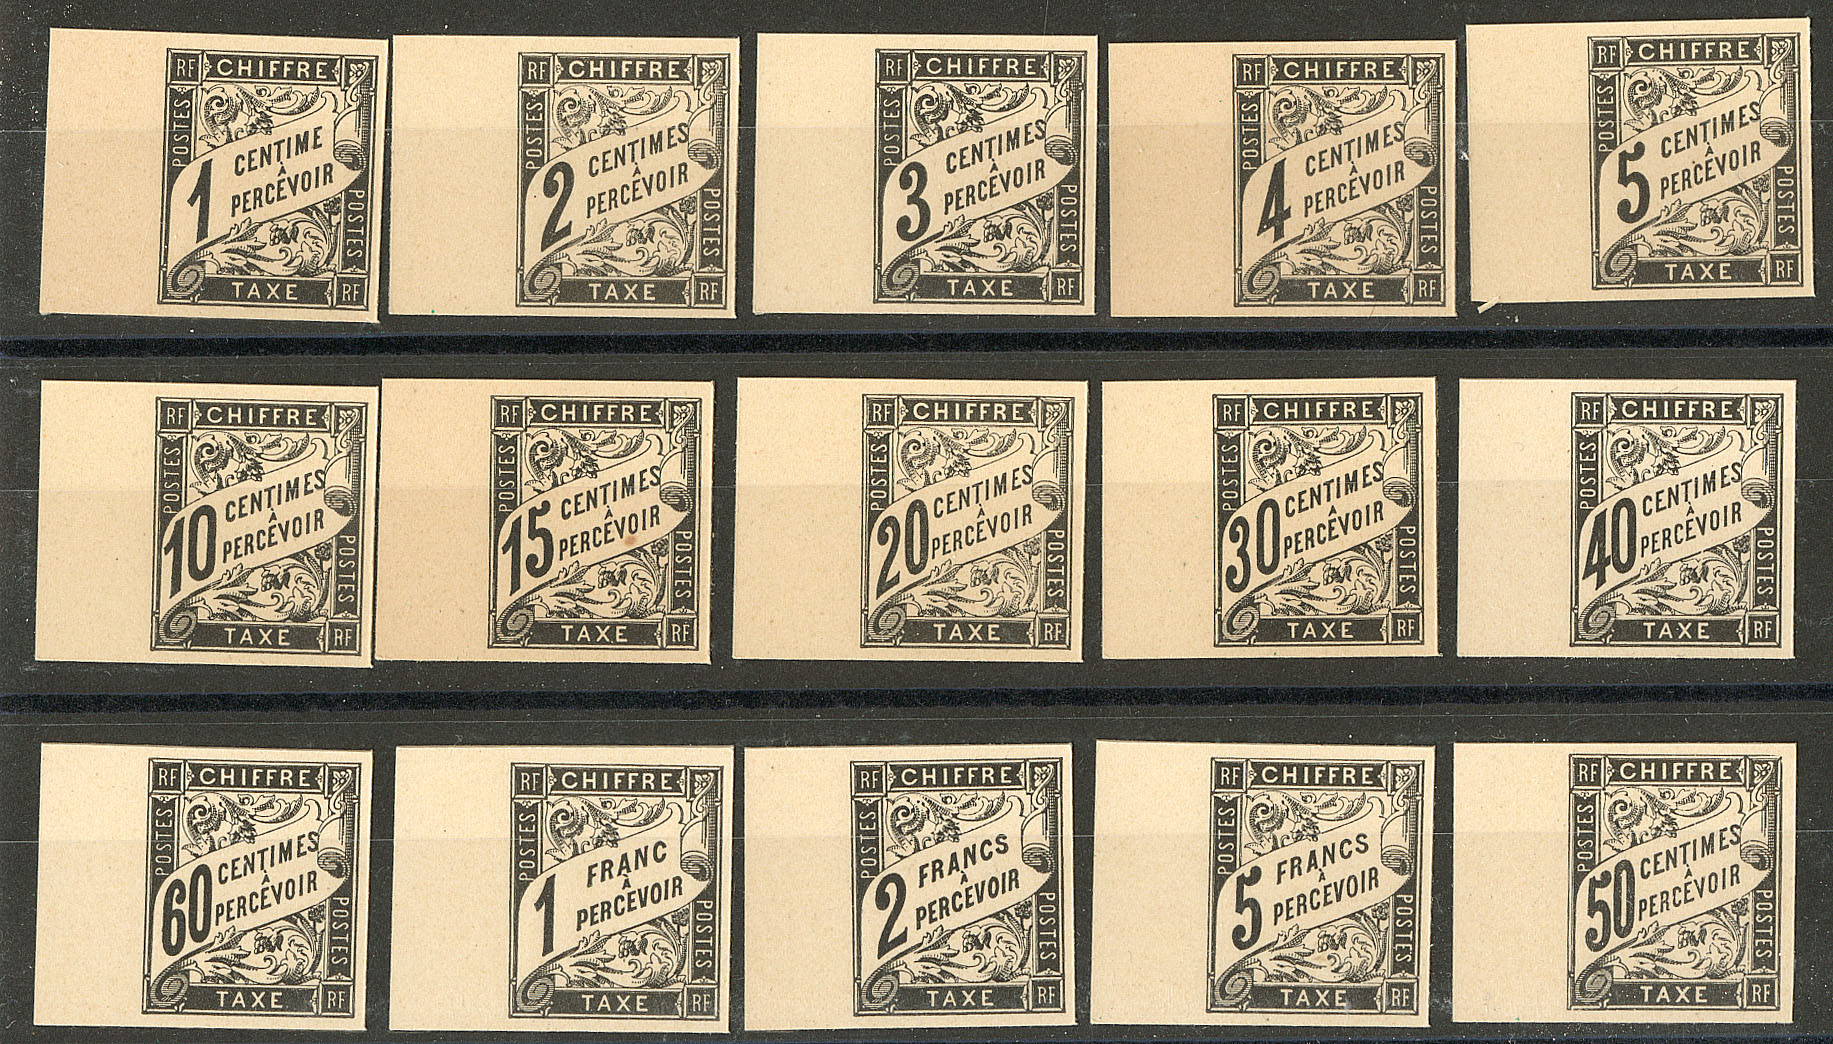 RF CHIFFRE
POSTES
1 CENTIME
À
PERCEVOIR
POSTES
TAXE RF
RF CHIFFRE
POSTES
2 CENTIMES
À
PERCEVOIR
POSTES
TAXE RF
RF CHIFFRE
POSTES
3 CENTIMES
À
PERCEVOIR
POSTES
TAXE RF
RF CHIFFRE
POSTES
4 CENTIMES
À
PERCEVOIR
POSTES
TAXE RF
RF CHIFFRE
POSTES
5 CENTIMES
À
PERCEVOIR
POSTES
TAXE RF
RF CHIFFRE
POSTES
10 CENTIMES
À
PERCEVOIR
POSTES
TAXE RF
RF CHIFFRE
POSTES
15 CENTIMES
À
PERCEVOIR
POSTES
TAXE RF
RF CHIFFRE
POSTES
20 CENTIMES
À
PERCEVOIR
POSTES
TAXE RF
RF CHIFFRE
POSTES
30 CENTIMES
À
PERCEVOIR
POSTES
TAXE RF
RF CHIFFRE
POSTES
40 CENTIMES
À
PERCEVOIR
POSTES
TAXE RF
RF CHIFFRE
POSTES
60 CENTIMES
À
PERCEVOIR
POSTES
TAXE RF
RF CHIFFRE
POSTES
1 FRANC
À
PERCEVOIR
POSTES
TAXE RF
RF CHIFFRE
POSTES
2 FRANCS
À
PERCEVOIR
POSTES
TAXE RF
RF CHIFFRE
POSTES
5 FRANCS
À
PERCEVOIR
POSTES
TAXE RF
RF CHIFFRE
POSTES
50 CENTIMES
À
PERCEVOIR
POSTES
TAXE RF